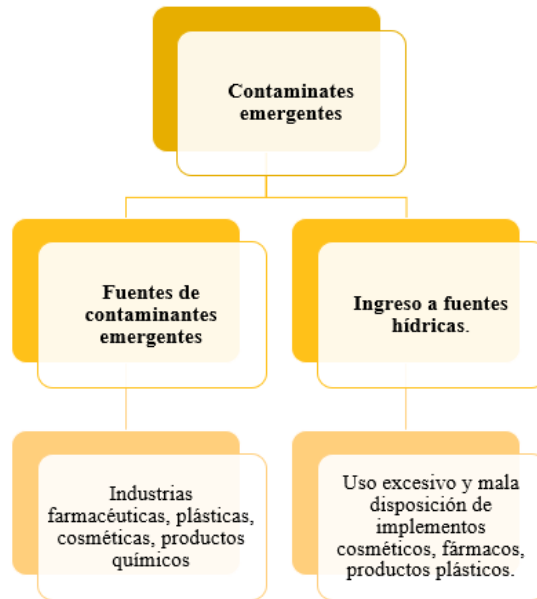 Contaminates
emergentes
Fuentes de
contaminantes
emergentes
Ingreso a fuentes
hídricas.
Industrias
farmacéuticas, plásticas,
cosméticas, productos
químicos
Uso excesivo y mala
disposición de
implementos
cosméticos, fármacos,
productos plásticos.